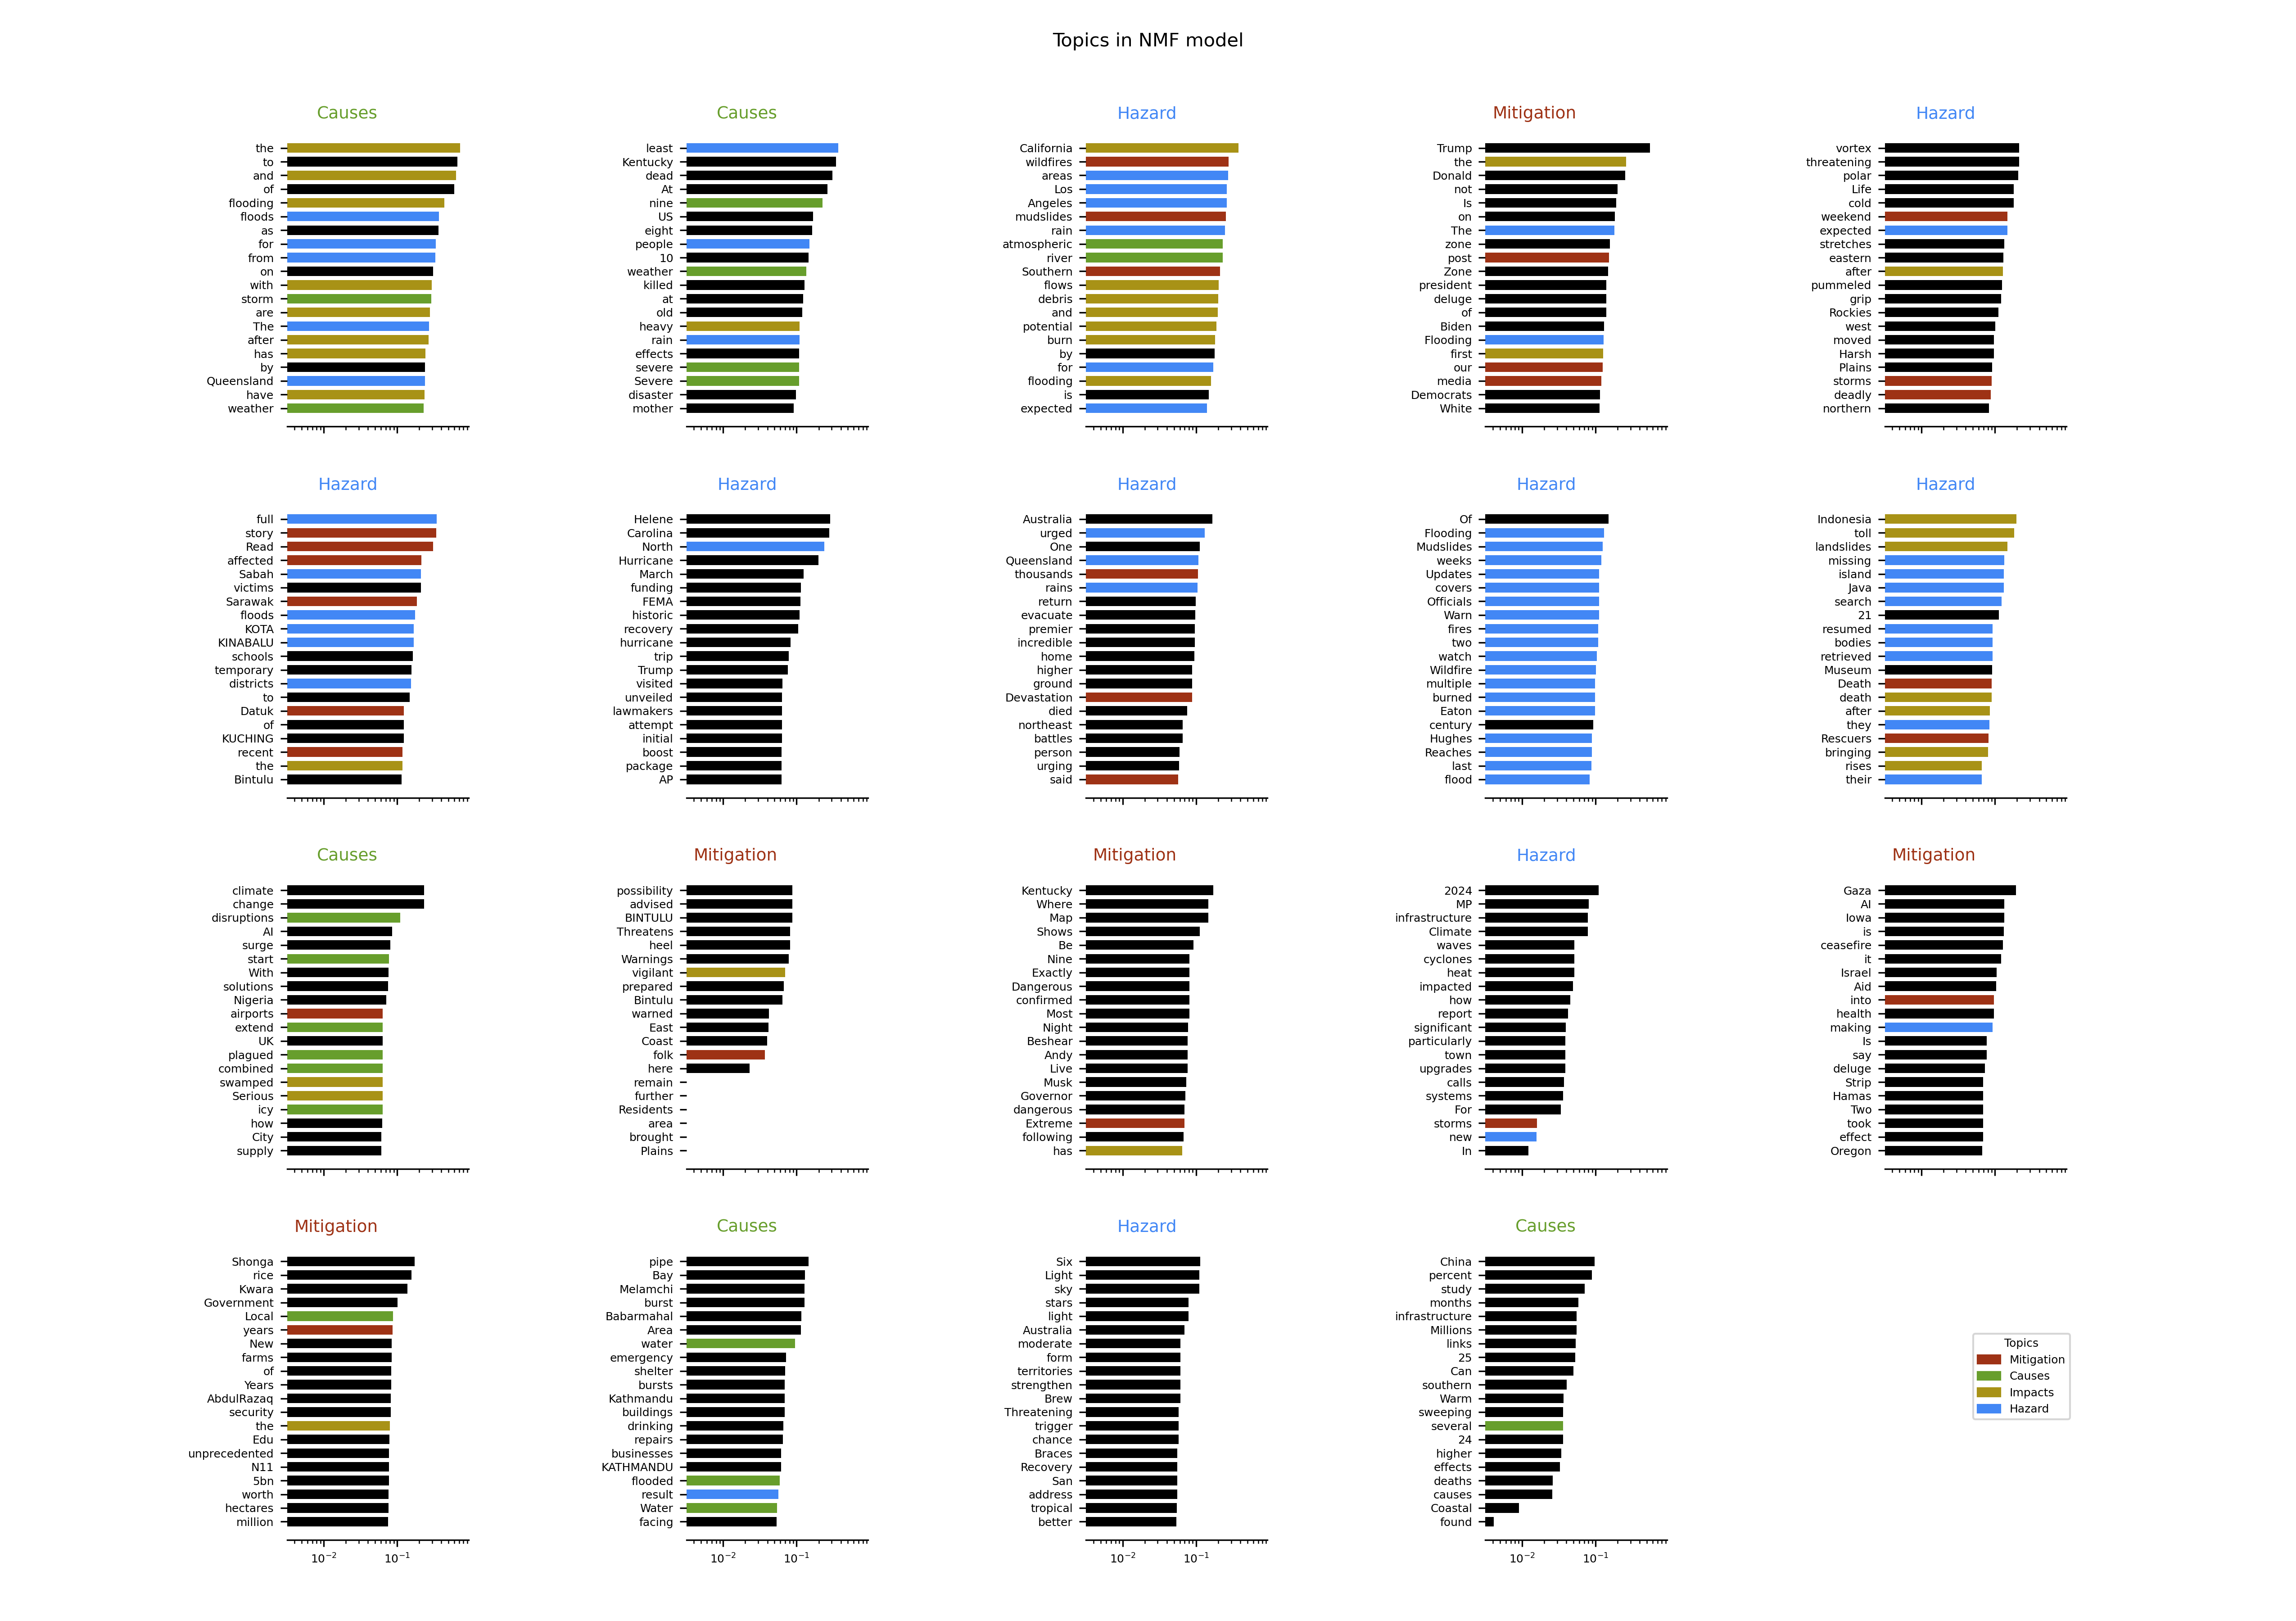 Topics in NMF model
Causes
the
to
and
of
flooding
floods
as
for
from
on
with
storm
are
The
after
has
by
Queensland
have
weather
Causes
least
Kentucky
dead
At
nine
US
eight
people
10
weather
killed
at
old
heavy
rain
effects
severe
Severe
disaster
mother
Hazard
California
wildfires
areas
Los
Angeles
mudslides
rain
atmospheric
river
Southern
flows
debris
and
potential
burn
by
for
flooding
is
expected
Mitigation
Trump
the
Donald
not
Is
on
The
zone
post
Zone
president
deluge
of
Biden
Flooding
first
our
media
Democrats
White
Hazard
vortex
threatening
polar
Life
cold
weekend
expected
stretches
eastern
after
pummeled
grip
Rockies
west
moved
Harsh
Plains
storms
deadly
northern
Hazard
full
story
Read
affected
Sabah
victims
Sarawak
floods
KOTA
KINABALU
schools
temporary
districts
to
Datuk
of
KUCHING
recent
the
Bintulu
Hazard
Helene
Carolina
North
Hurricane
March
funding
FEMA
historic
recovery
hurricane
trip
Trump
visited
unveiled
lawmakers
attempt
initial
boost
package
AP
Hazard
Australia
urged
One
Queensland
thousands
rains
return
evacuate
premier
incredible
home
higher
ground
Devastation
died
northeast
battles
person
urging
said
Hazard
Of
Flooding
Mudslides
weeks
Updates
covers
Officials
Warn
fires
two
watch
Wildfire
multiple
burned
Eaton
century
Hughes
Reaches
last
flood
Hazard
Indonesia
toll
landslides
missing
island
Java
search
21
resumed
bodies
retrieved
Museum
Death
death
after
they
Rescuers
bringing
rises
their
Causes
climate
change
disruptions
AI
surge
start
With
solutions
Nigeria
airports
extend
UK
plagued
combined
swamped
Serious
icy
how
City
supply
Mitigation
possibility
advised
BINTULU
Threatens
heel
Warnings
vigilant
prepared
Bintulu
warned
East
Coast
folk
here
remain
further
Residents
area
brought
Plains
Mitigation
Kentucky
Where
Map
Shows
Be
Nine
Exactly
Dangerous
confirmed
Most
Night
Beshear
Andy
Live
Musk
Governor
dangerous
Extreme
following
has
Hazard
2024
MP
infrastructure
Climate
waves
cyclones
heat
impacted
how
report
significant
particularly
town
upgrades
calls
systems
For
storms
new
In
Mitigation
Gaza
AI
Iowa
is
ceasefire
it
Israel
Aid
into
health
making
Is
say
deluge
Strip
Hamas
Two
took
effect
Oregon
Mitigation
Shonga
rice
Kwara
Government
Local
years
New
farms
of
Years
AbdulRazaq
security
the
Edu
unprecedented
N11
5bn
worth
hectares
million
10⁻² 10⁻¹
Causes
pipe
Bay
Melamchi
burst
Babarmahal
Area
water
emergency
shelter
bursts
Kathmandu
buildings
drinking
repairs
businesses
KATHMANDU
flooded
result
Water
facing
10⁻² 10⁻¹
Hazard
Six
Light
sky
stars
light
Australia
moderate
form
territories
strengthen
Brew
Threatening
trigger
chance
Braces
Recovery
San
address
tropical
better
10⁻² 10⁻¹
Causes
China
percent
study
months
infrastructure
Millions
links
25
Can
southern
Warm
sweeping
several
24
higher
effects
deaths
causes
Coastal
found
10⁻² 10⁻¹
Topics
Mitigation
Causes
Impacts
Hazard